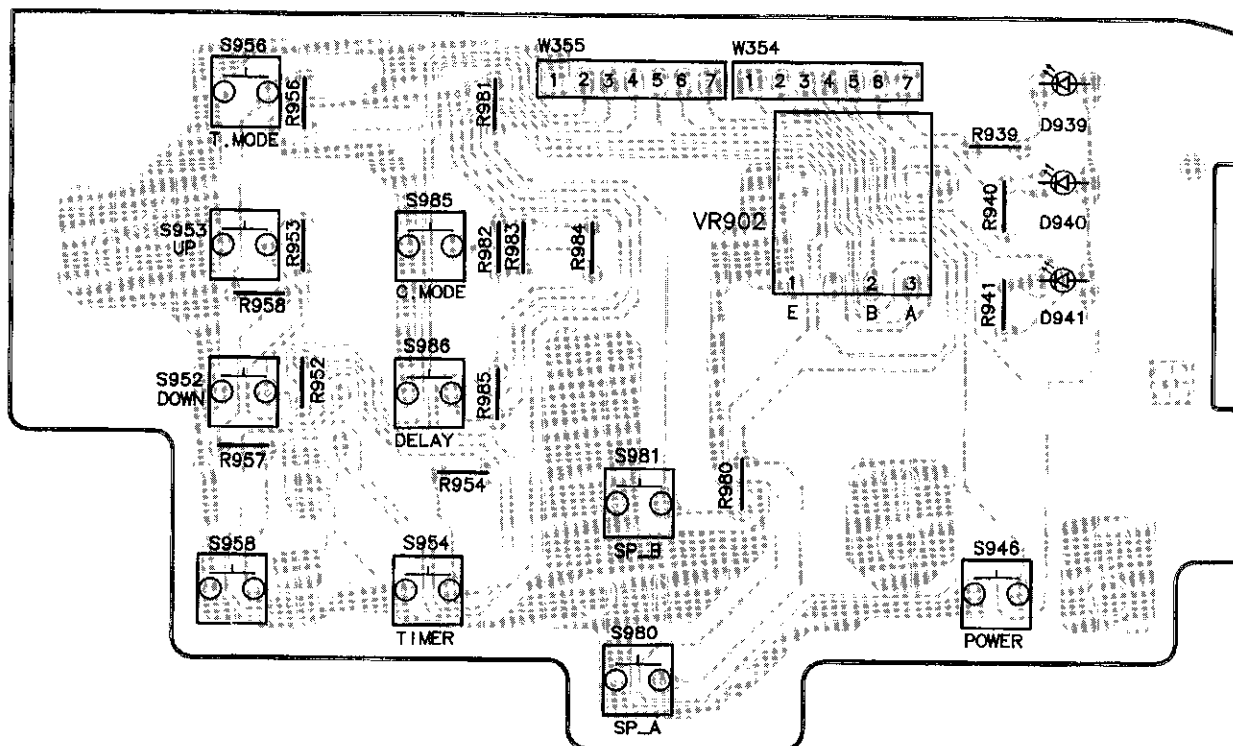 S956
W355
W354
1 2 3 4 5 6 7
1 2 3 4 5 6 7
R956
R981
D939
R939
T.MODE
S985
S953
UP
R953
R982
R983
R984
VR902
R940
D940
R958
C.MODE
1 2 3
E B A
R941
D941
S986
S952
DOWN
R952
R985
DELAY
R957
R954
S981
R980
SP_B
S958
S954
S946
TIMER
S980
POWER
SP_A